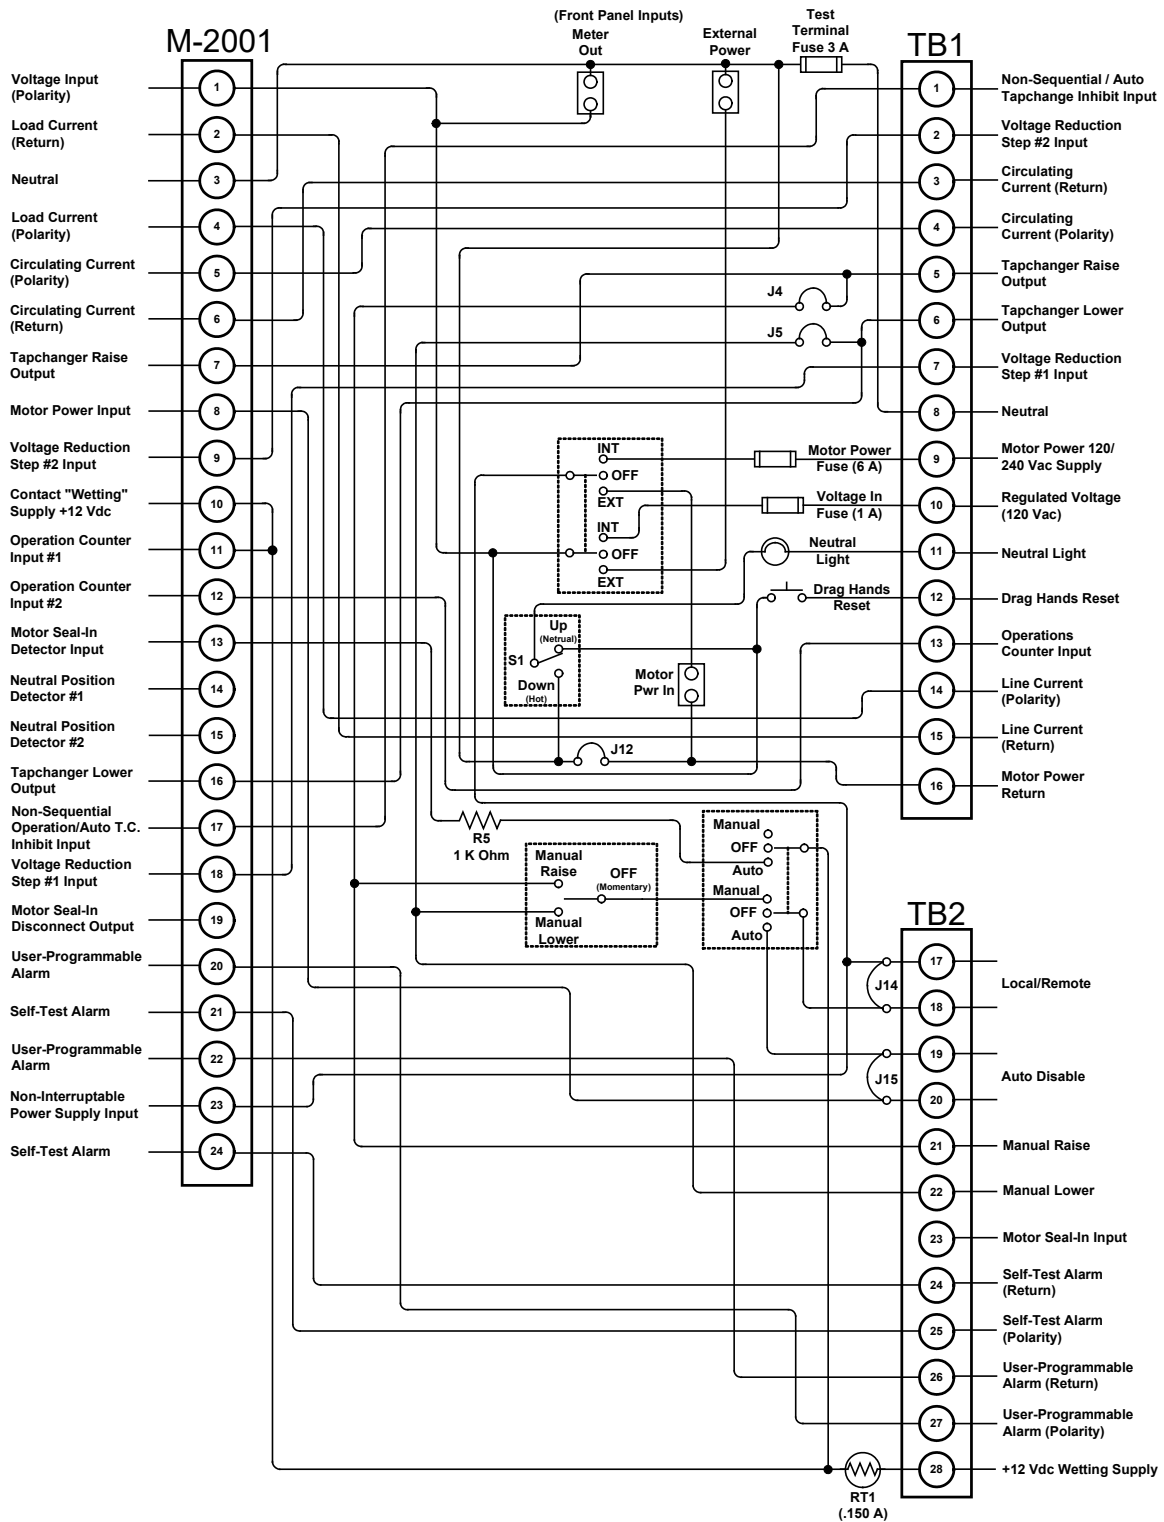 (Front Panel Inputs)
Meter
Out
External
Power
Test
Terminal
Fuse 3 A
M-2001
Voltage Input
(Polarity)
1
Load Current
(Return)
2
Neutral
3
Load Current
(Polarity)
4
Circulating Current
(Polarity)
5
Circulating Current
(Return)
6
Tapchanger Raise
Output
7
Motor Power Input
8
Voltage Reduction
Step #2 Input
9
Contact "Wetting"
Supply +12 Vdc
10
Operation Counter
Input #1
11
Operation Counter
Input #2
12
Motor Seal-In
Detector Input
13
Neutral Position
Detector #1
14
Neutral Position
Detector #2
15
Tapchanger Lower
Output
16
Non-Sequential
Operation/Auto T.C.
Inhibit Input
17
Voltage Reduction
Step #1 Input
18
Motor Seal-In
Disconnect Output
19
User-Programmable
Alarm
20
Self-Test Alarm
21
User-Programmable
Alarm
22
Non-Interruptable
Power Supply Input
23
Self-Test Alarm
24
J4
J5
INT
OFF
EXT
INT
OFF
EXT
Motor Power
Fuse (6 A)
Voltage In
Fuse (1 A)
Neutral
Light
Drag Hands
Reset
Up
(Netrual)
S1
Down
(Hot)
Motor
Pwr In
J12
R5
1 K Ohm
Manual
Raise
OFF
(Momentary)
Manual
Lower
Manual
OFF
Auto
Manual
OFF
Auto
J14
J15
RT1
(.150 A)
TB1
1
Non-Sequential / Auto
Tapchange Inhibit Input
2
Voltage Reduction
Step #2 Input
3
Circulating
Current (Return)
4
Circulating
Current (Polarity)
5
Tapchanger Raise
Output
6
Tapchanger Lower
Output
7
Voltage Reduction
Step #1 Input
8
Neutral
9
Motor Power 120/
240 Vac Supply
10
Regulated Voltage
(120 Vac)
11
Neutral Light
12
Drag Hands Reset
13
Operations
Counter Input
14
Line Current
(Polarity)
15
Line Current
(Return)
16
Motor Power
Return
TB2
17
18
Local/Remote
19
20
Auto Disable
21
Manual Raise
22
Manual Lower
23
Motor Seal-In Input
24
Self-Test Alarm
(Return)
25
Self-Test Alarm
(Polarity)
26
User-Programmable
Alarm (Return)
27
User-Programmable
Alarm (Polarity)
28
+12 Vdc Wetting Supply